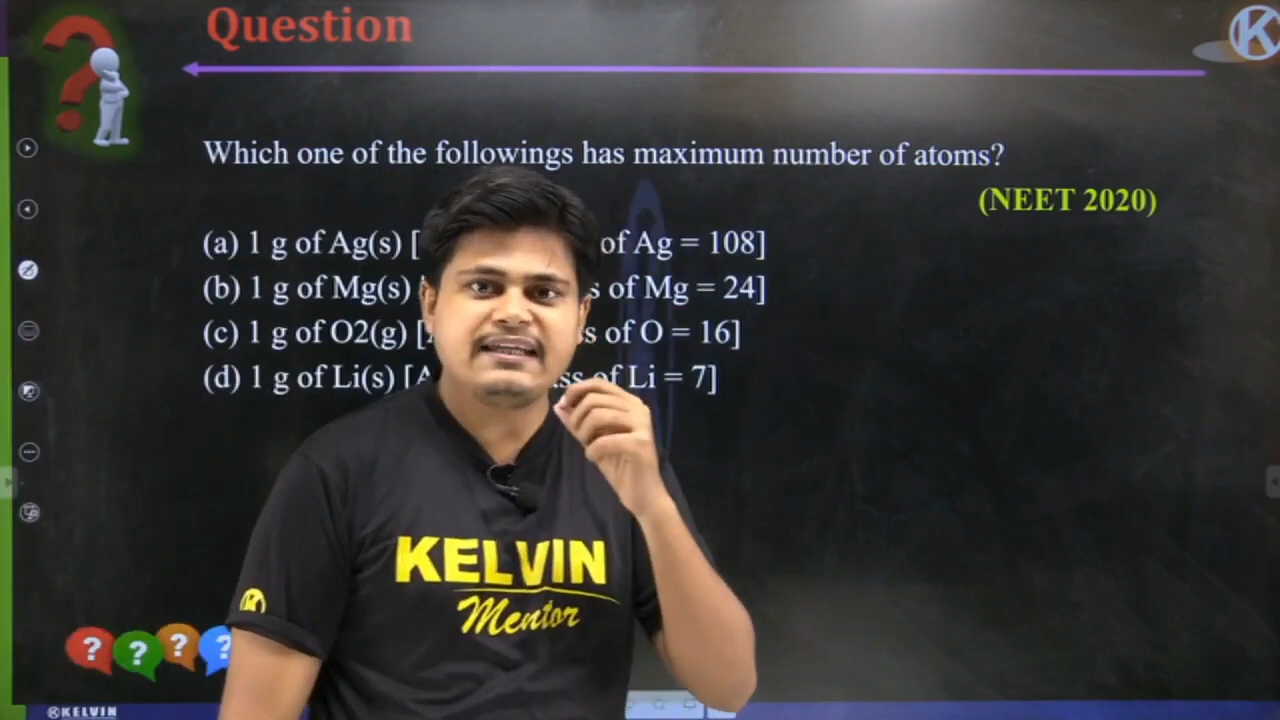 Question
Which one of the followings has maximum number of atoms?
(NEET 2020)
(a) 1 g of Ag(s) [ of Ag = 108]
(b) 1 g of Mg(s) of Mg = 24]
(c) 1 g of O2(g) [ of O = 16]
(d) 1 g of Li(s) [A of Li = 7]
KELVIN
Mentor
? ? ? ?
KELVIN